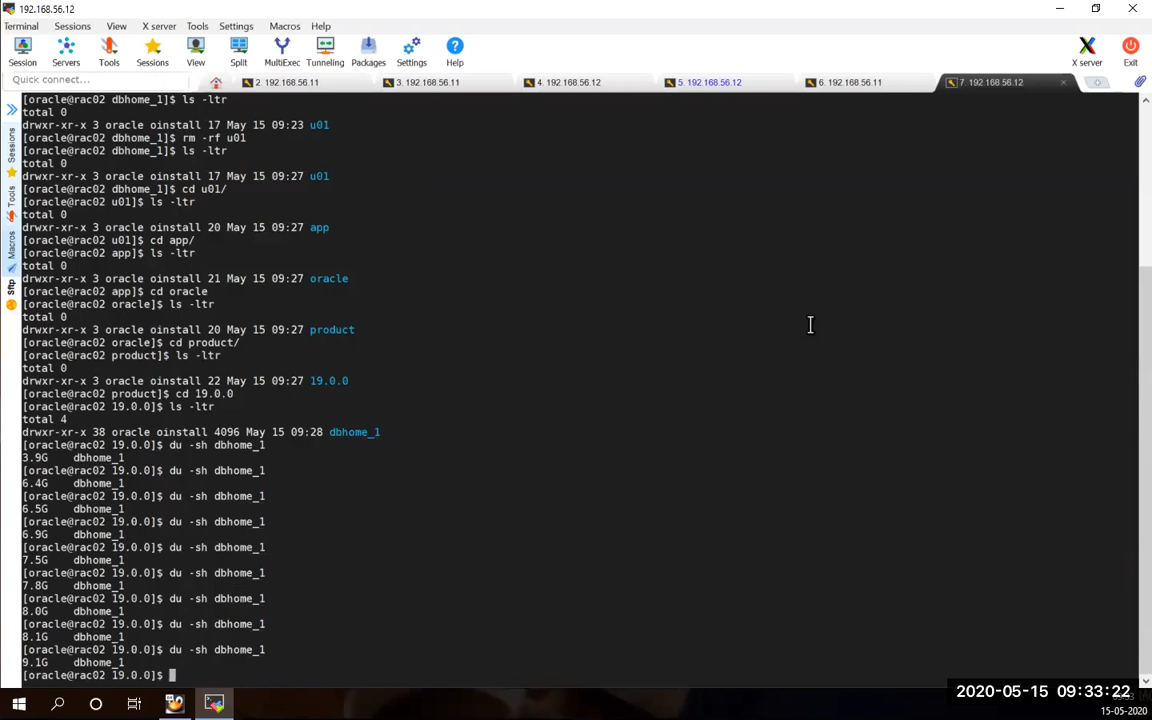 192.168.56.12
Terminal Sessions View X server Tools Settings Macros Help
Session Servers Tools Sessions View Split MultiExec Tunneling Packages Settings Help X server Exit
Quick connect...
2. 192.168.56.11
3. 192.168.56.11
4. 192.168.56.12
5. 192.168.56.12
6. 192.168.56.11
7. 192.168.56.12
Sessions
Tools
Macros
Sftp
[oracle@rac02 dbhome_1]$ ls -ltr
total 0
drwxr-xr-x 3 oracle oinstall 17 May 15 09:23 u01
[oracle@rac02 dbhome_1]$ rm -rf u01
[oracle@rac02 dbhome_1]$ ls -ltr
total 0
drwxr-xr-x 3 oracle oinstall 17 May 15 09:27 u01
[oracle@rac02 dbhome_1]$ cd u01/
[oracle@rac02 u01]$ ls -ltr
total 0
drwxr-xr-x 3 oracle oinstall 20 May 15 09:27 app
[oracle@rac02 u01]$ cd app/
[oracle@rac02 app]$ ls -ltr
total 0
drwxr-xr-x 3 oracle oinstall 21 May 15 09:27 oracle
[oracle@rac02 app]$ cd oracle
[oracle@rac02 oracle]$ ls -ltr
total 0
drwxr-xr-x 3 oracle oinstall 20 May 15 09:27 product
[oracle@rac02 oracle]$ cd product/
[oracle@rac02 product]$ ls -ltr
total 0
drwxr-xr-x 3 oracle oinstall 22 May 15 09:27 19.0.0
[oracle@rac02 product]$ cd 19.0.0
[oracle@rac02 19.0.0]$ ls -ltr
total 4
drwxr-xr-x 38 oracle oinstall 4096 May 15 09:28 dbhome_1
[oracle@rac02 19.0.0]$ du -sh dbhome_1
3.9G dbhome_1
[oracle@rac02 19.0.0]$ du -sh dbhome_1
6.4G dbhome_1
[oracle@rac02 19.0.0]$ du -sh dbhome_1
6.5G dbhome_1
[oracle@rac02 19.0.0]$ du -sh dbhome_1
6.9G dbhome_1
[oracle@rac02 19.0.0]$ du -sh dbhome_1
7.5G dbhome_1
[oracle@rac02 19.0.0]$ du -sh dbhome_1
7.8G dbhome_1
[oracle@rac02 19.0.0]$ du -sh dbhome_1
8.0G dbhome_1
[oracle@rac02 19.0.0]$ du -sh dbhome_1
8.1G dbhome_1
[oracle@rac02 19.0.0]$ du -sh dbhome_1
9.1G dbhome_1
[oracle@rac02 19.0.0]$
2020-05-15 09:33:22
15-05-2020